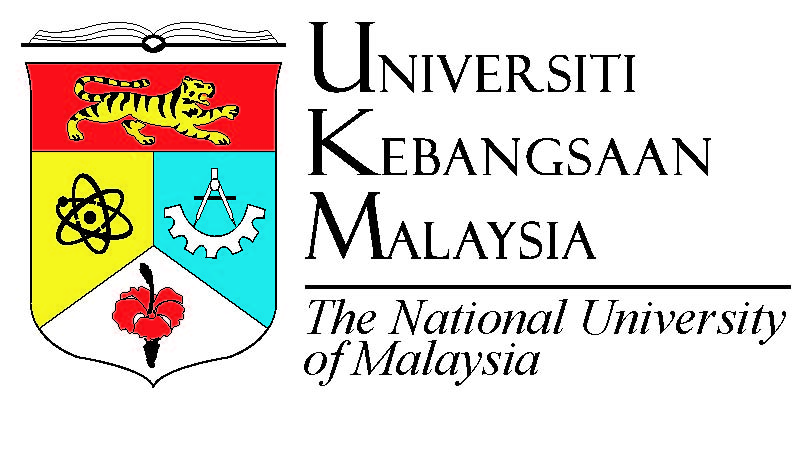 UNIVERSITI
KEBANGSAAN
MALAYSIA
The National University
of Malaysia